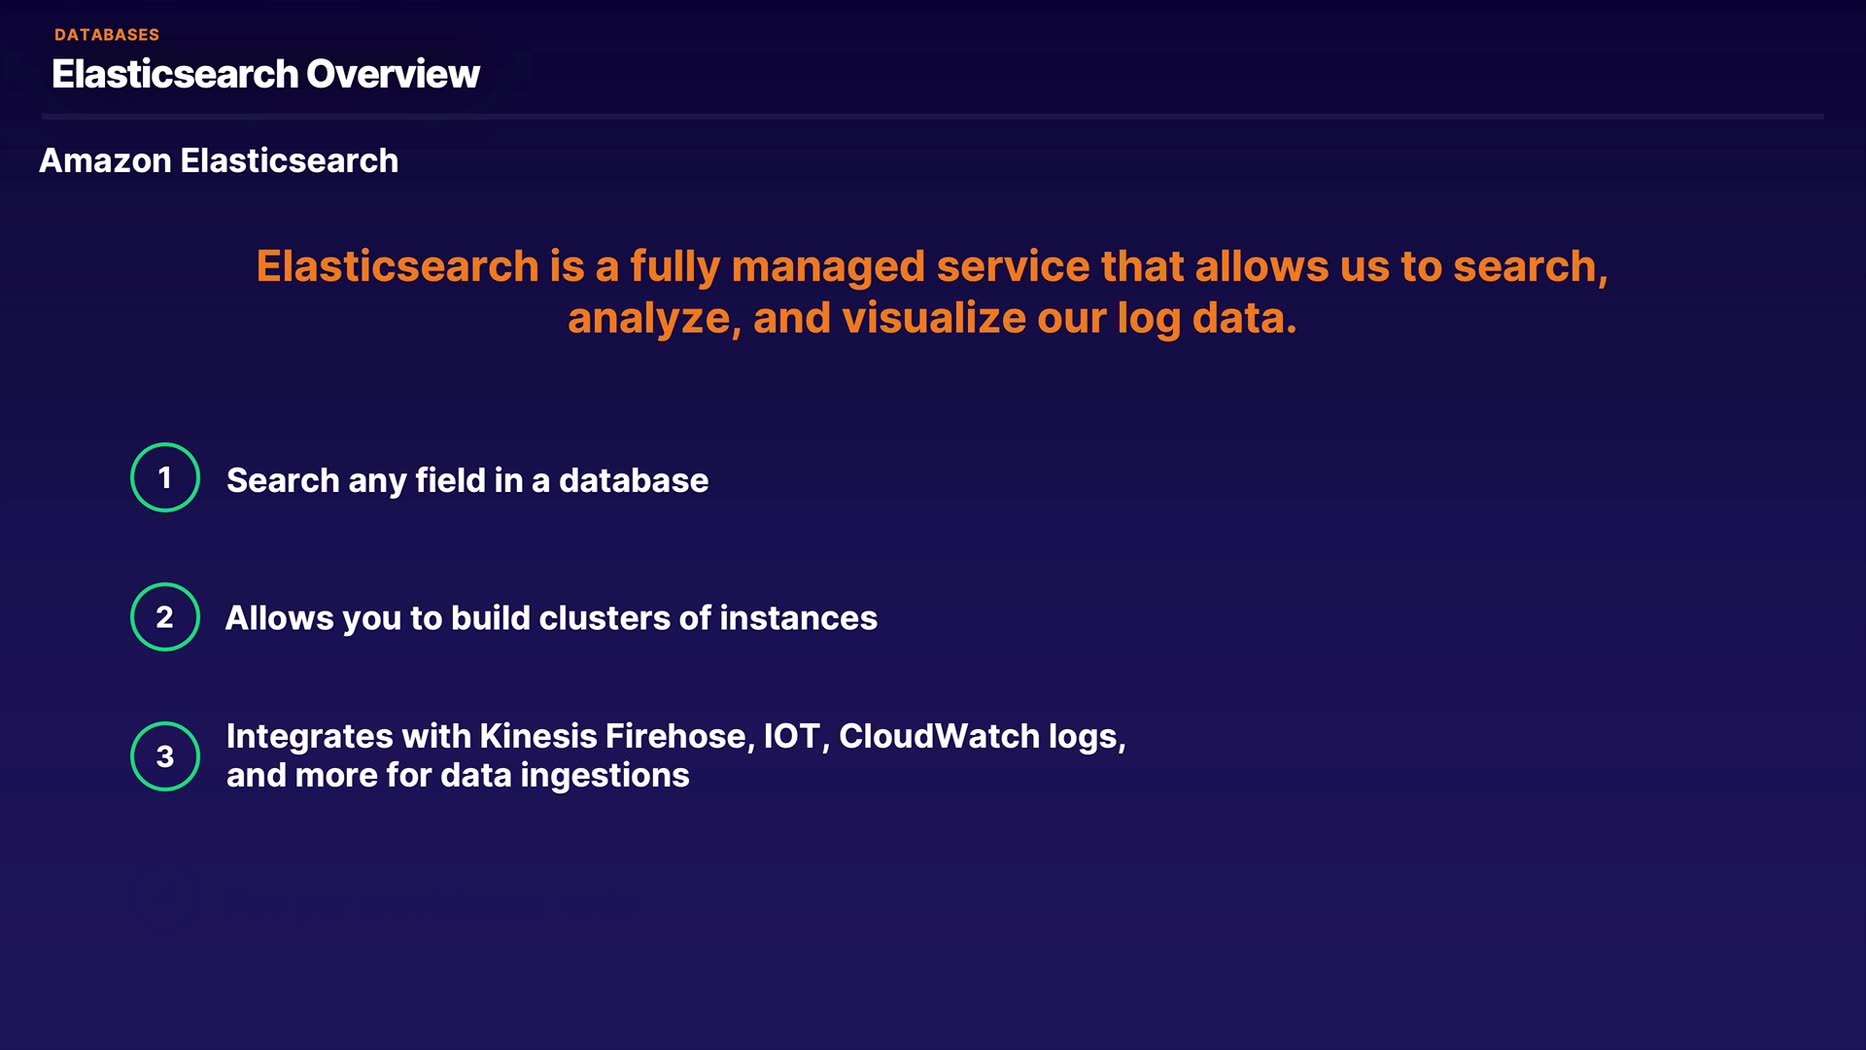 DATABASES
Elasticsearch Overview
Amazon Elasticsearch
Elasticsearch is a fully managed service that allows us to search,
analyze, and visualize our log data.
1 Search any field in a database
2 Allows you to build clusters of instances
3 Integrates with Kinesis Firehose, IOT, CloudWatch logs,
and more for data ingestions